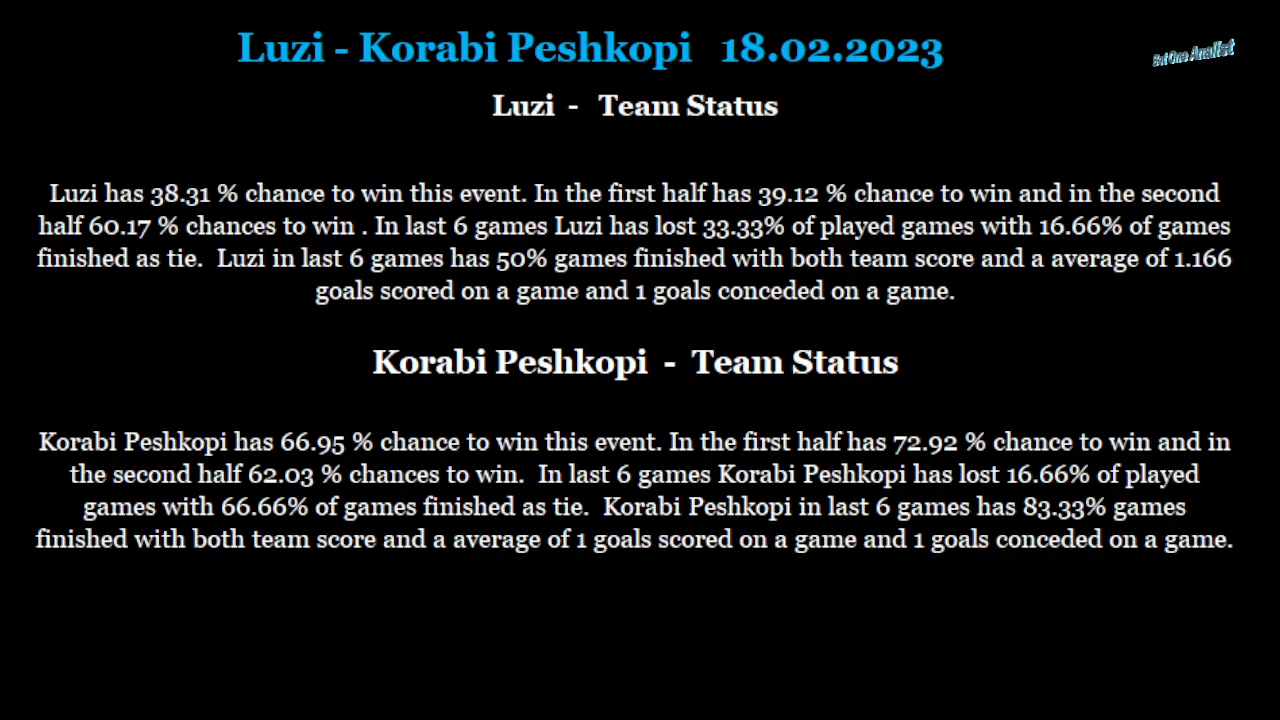 Luzi - Korabi Peshkopi 18.02.2023
Bet One Analist
Luzi - Team Status
Luzi has 38.31 % chance to win this event. In the first half has 39.12 % chance to win and in the second
half 60.17 % chances to win . In last 6 games Luzi has lost 33.33% of played games with 16.66% of games
finished as tie. Luzi in last 6 games has 50% games finished with both team score and a average of 1.166
goals scored on a game and 1 goals conceded on a game.
Korabi Peshkopi - Team Status
Korabi Peshkopi has 66.95 % chance to win this event. In the first half has 72.92 % chance to win and in
the second half 62.03 % chances to win. In last 6 games Korabi Peshkopi has lost 16.66% of played
games with 66.66% of games finished as tie. Korabi Peshkopi in last 6 games has 83.33% games
finished with both team score and a average of 1 goals scored on a game and 1 goals conceded on a game.